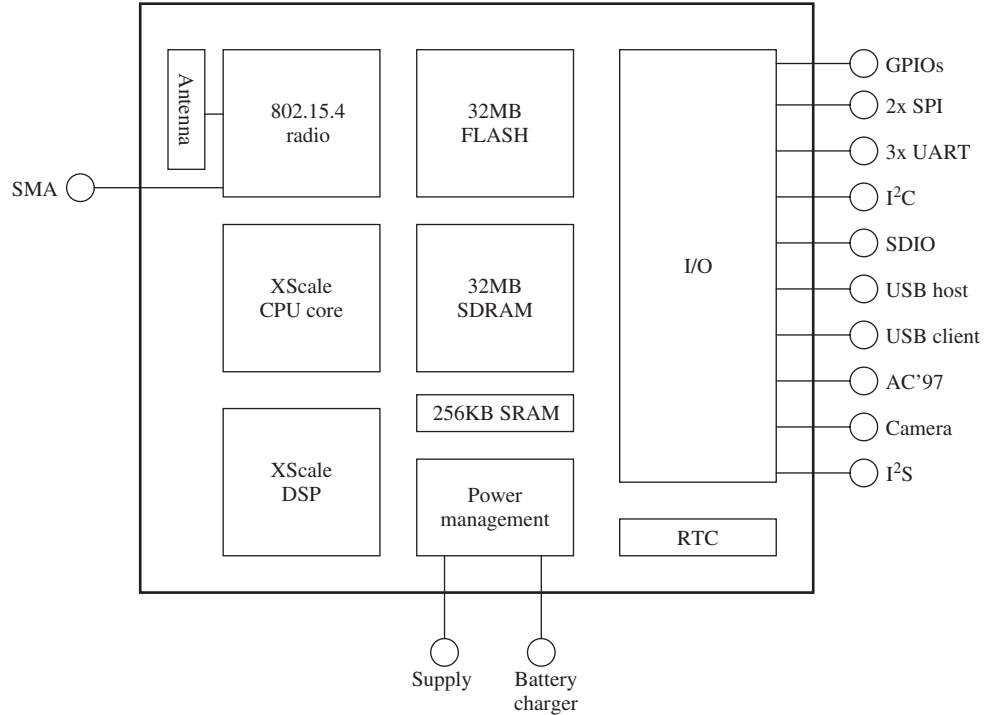 Antenna
802.15.4
radio
32MB
FLASH
SMA
XScale
CPU core
32MB
SDRAM
I/O
256KB SRAM
XScale
DSP
Power
management
RTC
GPIOs
2x SPI
3x UART
I²C
SDIO
USB host
USB client
AC’97
Camera
I²S
Supply
Battery
charger